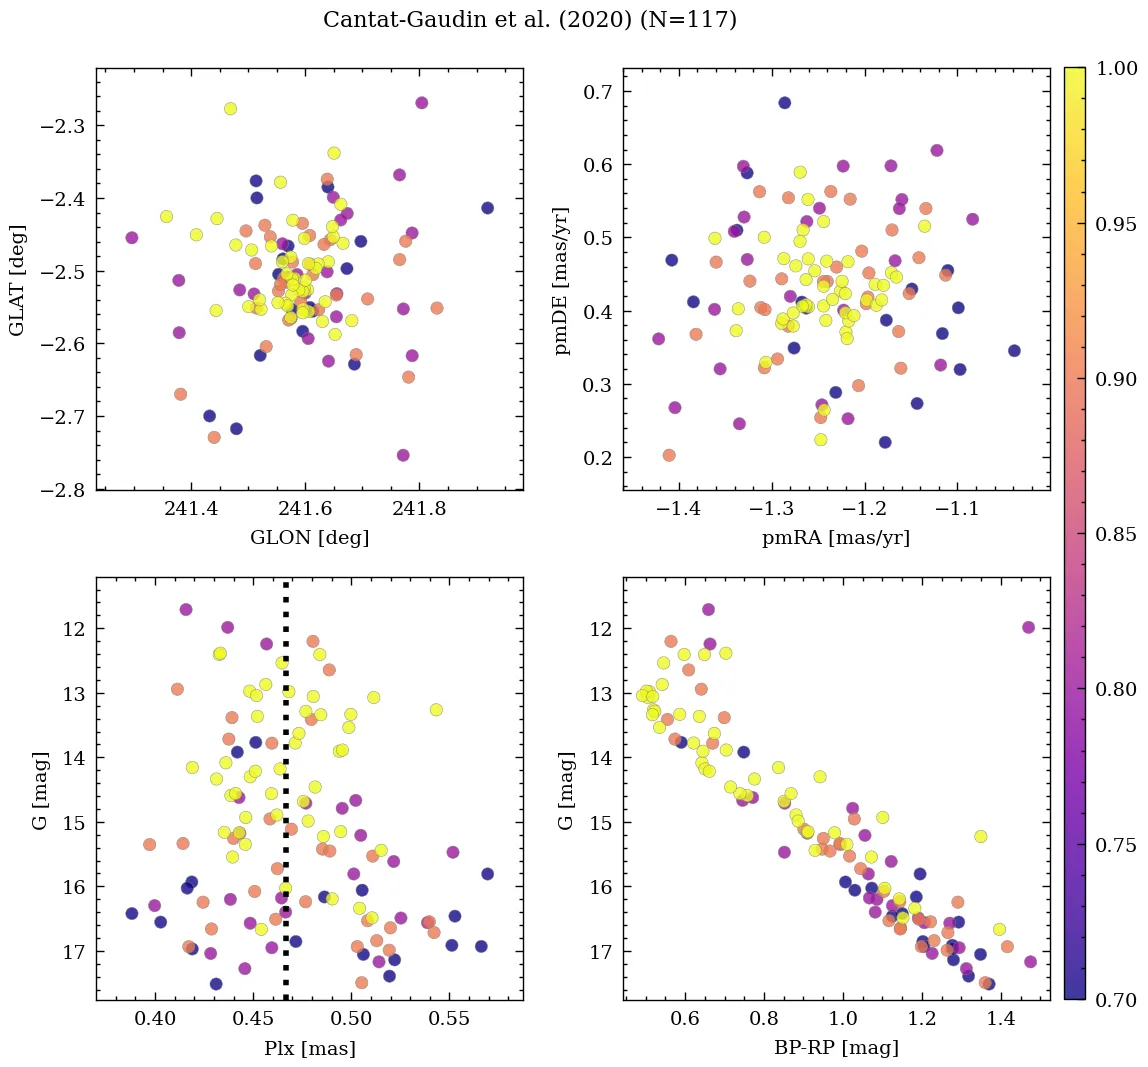 Cantat-Gaudin et al. (2020) (N=117)
−2.3
−2.4
−2.5
−2.6
−2.7
−2.8
GLAT [deg]
241.4 241.6 241.8
GLON [deg]
0.7
0.6
0.5
0.4
0.3
0.2
pmDE [mas/yr]
−1.4 −1.3 −1.2 −1.1
pmRA [mas/yr]
12
13
14
15
16
17
G [mag]
0.40 0.45 0.50 0.55
Plx [mas]
12
13
14
15
16
17
G [mag]
0.6 0.8 1.0 1.2 1.4
BP-RP [mag]
1.00
0.95
0.90
0.85
0.80
0.75
0.70